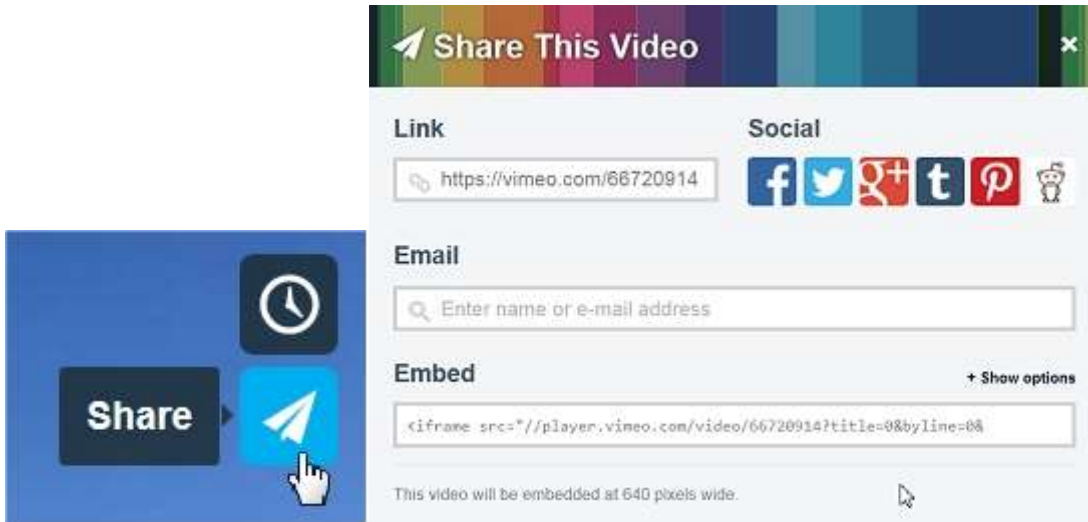 Share
Share This Video
Link
Social
https://vimeo.com/66720914
Email
Enter name or e-mail address
Embed
+ Show options
<iframe src="//player.vimeo.com/video/66720914?title=0&byline=0&
This video will be embedded at 640 pixels wide.